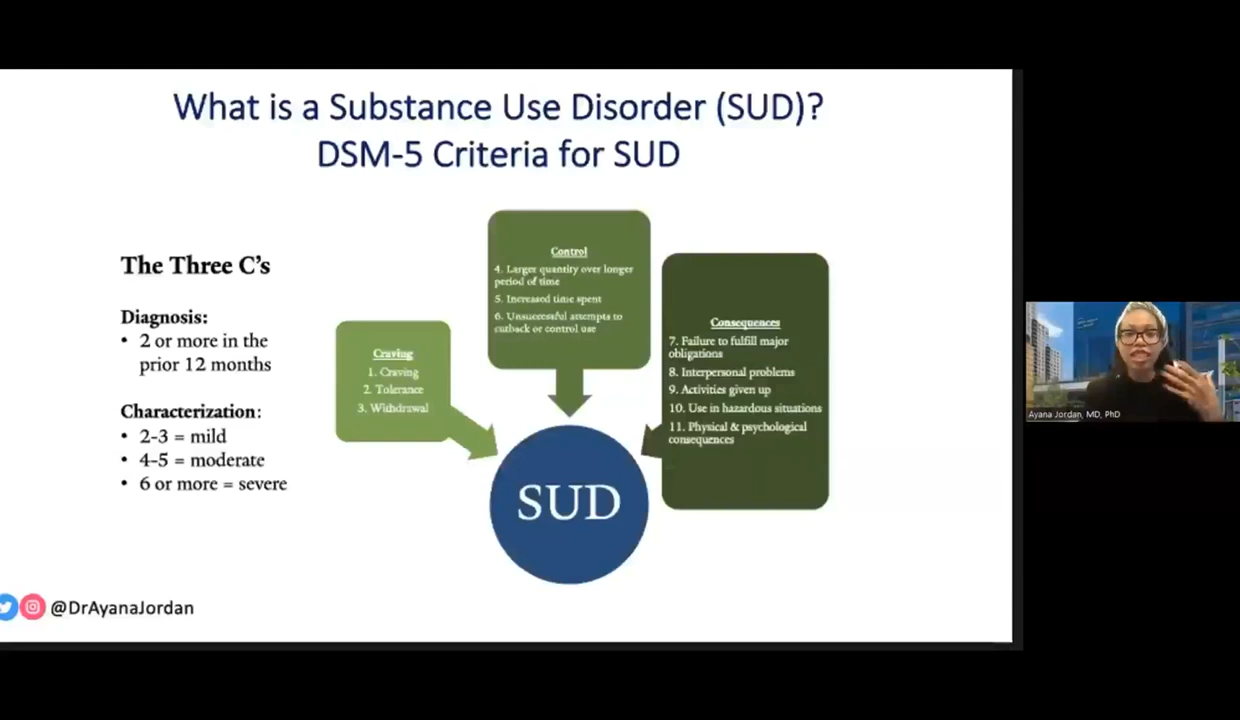 What is a Substance Use Disorder (SUD)?
DSM-5 Criteria for SUD
The Three C's
Diagnosis:
• 2 or more in the
prior 12 months
Characterization:
• 2-3 = mild
• 4-5 = moderate
• 6 or more = severe
Craving
1. Craving
2. Tolerance
3. Withdrawal
Control
4. Larger quantity over longer
period of time
5. Increased time spent
6. Unsuccessful attempts to
cutback or control use
Consequences
7. Failure to fulfill major
obligations
8. Interpersonal problems
9. Activities given up
10. Use in hazardous situations
11. Physical & psychological
consequences
SUD
@DrAyanaJordan
Ayana Jordan, MD, PhD